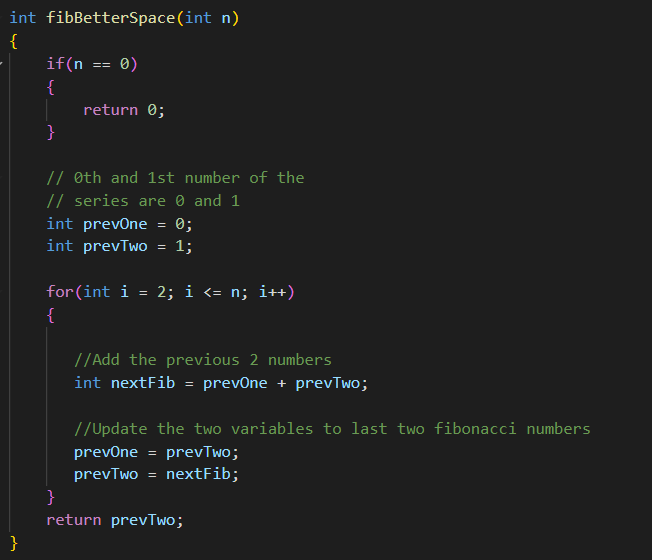 int fibBetterSpace(int n)
{
if(n == 0)
{
return 0;
}
// 0th and 1st number of the
// series are 0 and 1
int prevOne = 0;
int prevTwo = 1;
for(int i = 2; i <= n; i++)
{
//Add the previous 2 numbers
int nextFib = prevOne + prevTwo;
//Update the two variables to last two fibonacci numbers
prevOne = prevTwo;
prevTwo = nextFib;
}
return prevTwo;
}